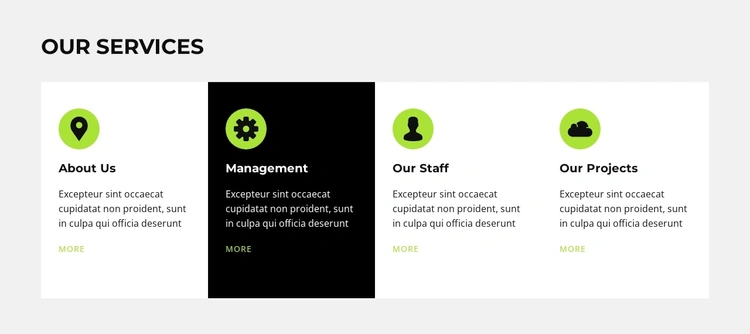 OUR SERVICES
About Us
Excepteur sint occaecat
cupidatat non proident, sunt
in culpa qui officia deserunt
MORE
Management
Excepteur sint occaecat
cupidatat non proident, sunt
in culpa qui officia deserunt
MORE
Our Staff
Excepteur sint occaecat
cupidatat non proident, sunt
in culpa qui officia deserunt
MORE
Our Projects
Excepteur sint occaecat
cupidatat non proident, sunt
in culpa qui officia deserunt
MORE